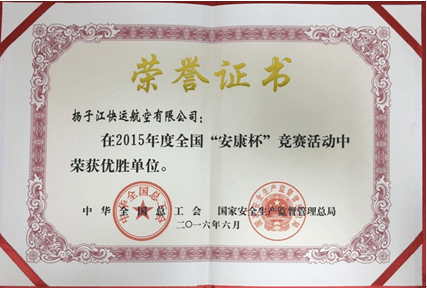 荣誉证书
扬子江快运航空有限公司：
在2015年度全国“安康杯”竞赛活动中
荣获优胜单位。
中华全国总工会 国家安全生产监督管理总局
二〇一六年六月